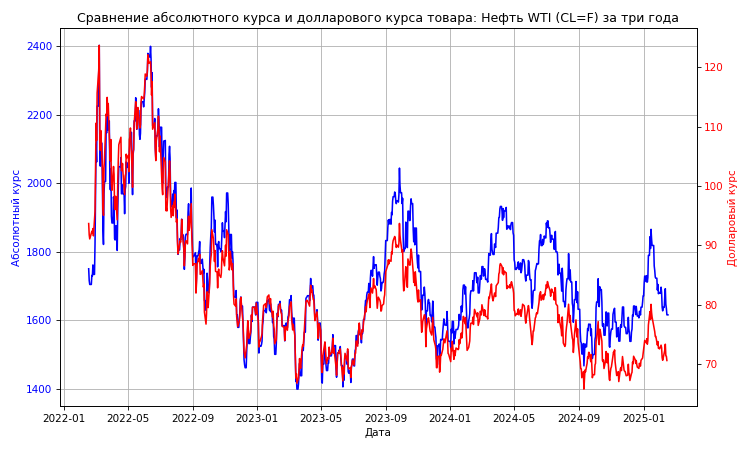 Сравнение абсолютного курса и долларового курса товара: Нефть WTI (CL=F) за три года
2400
2200
2000
1800
1600
1400
Абсолютный курс
120
110
100
90
80
70
Долларовый курс
2022-01 2022-05 2022-09 2023-01 2023-05 2023-09 2024-01 2024-05 2024-09 2025-01
Дата